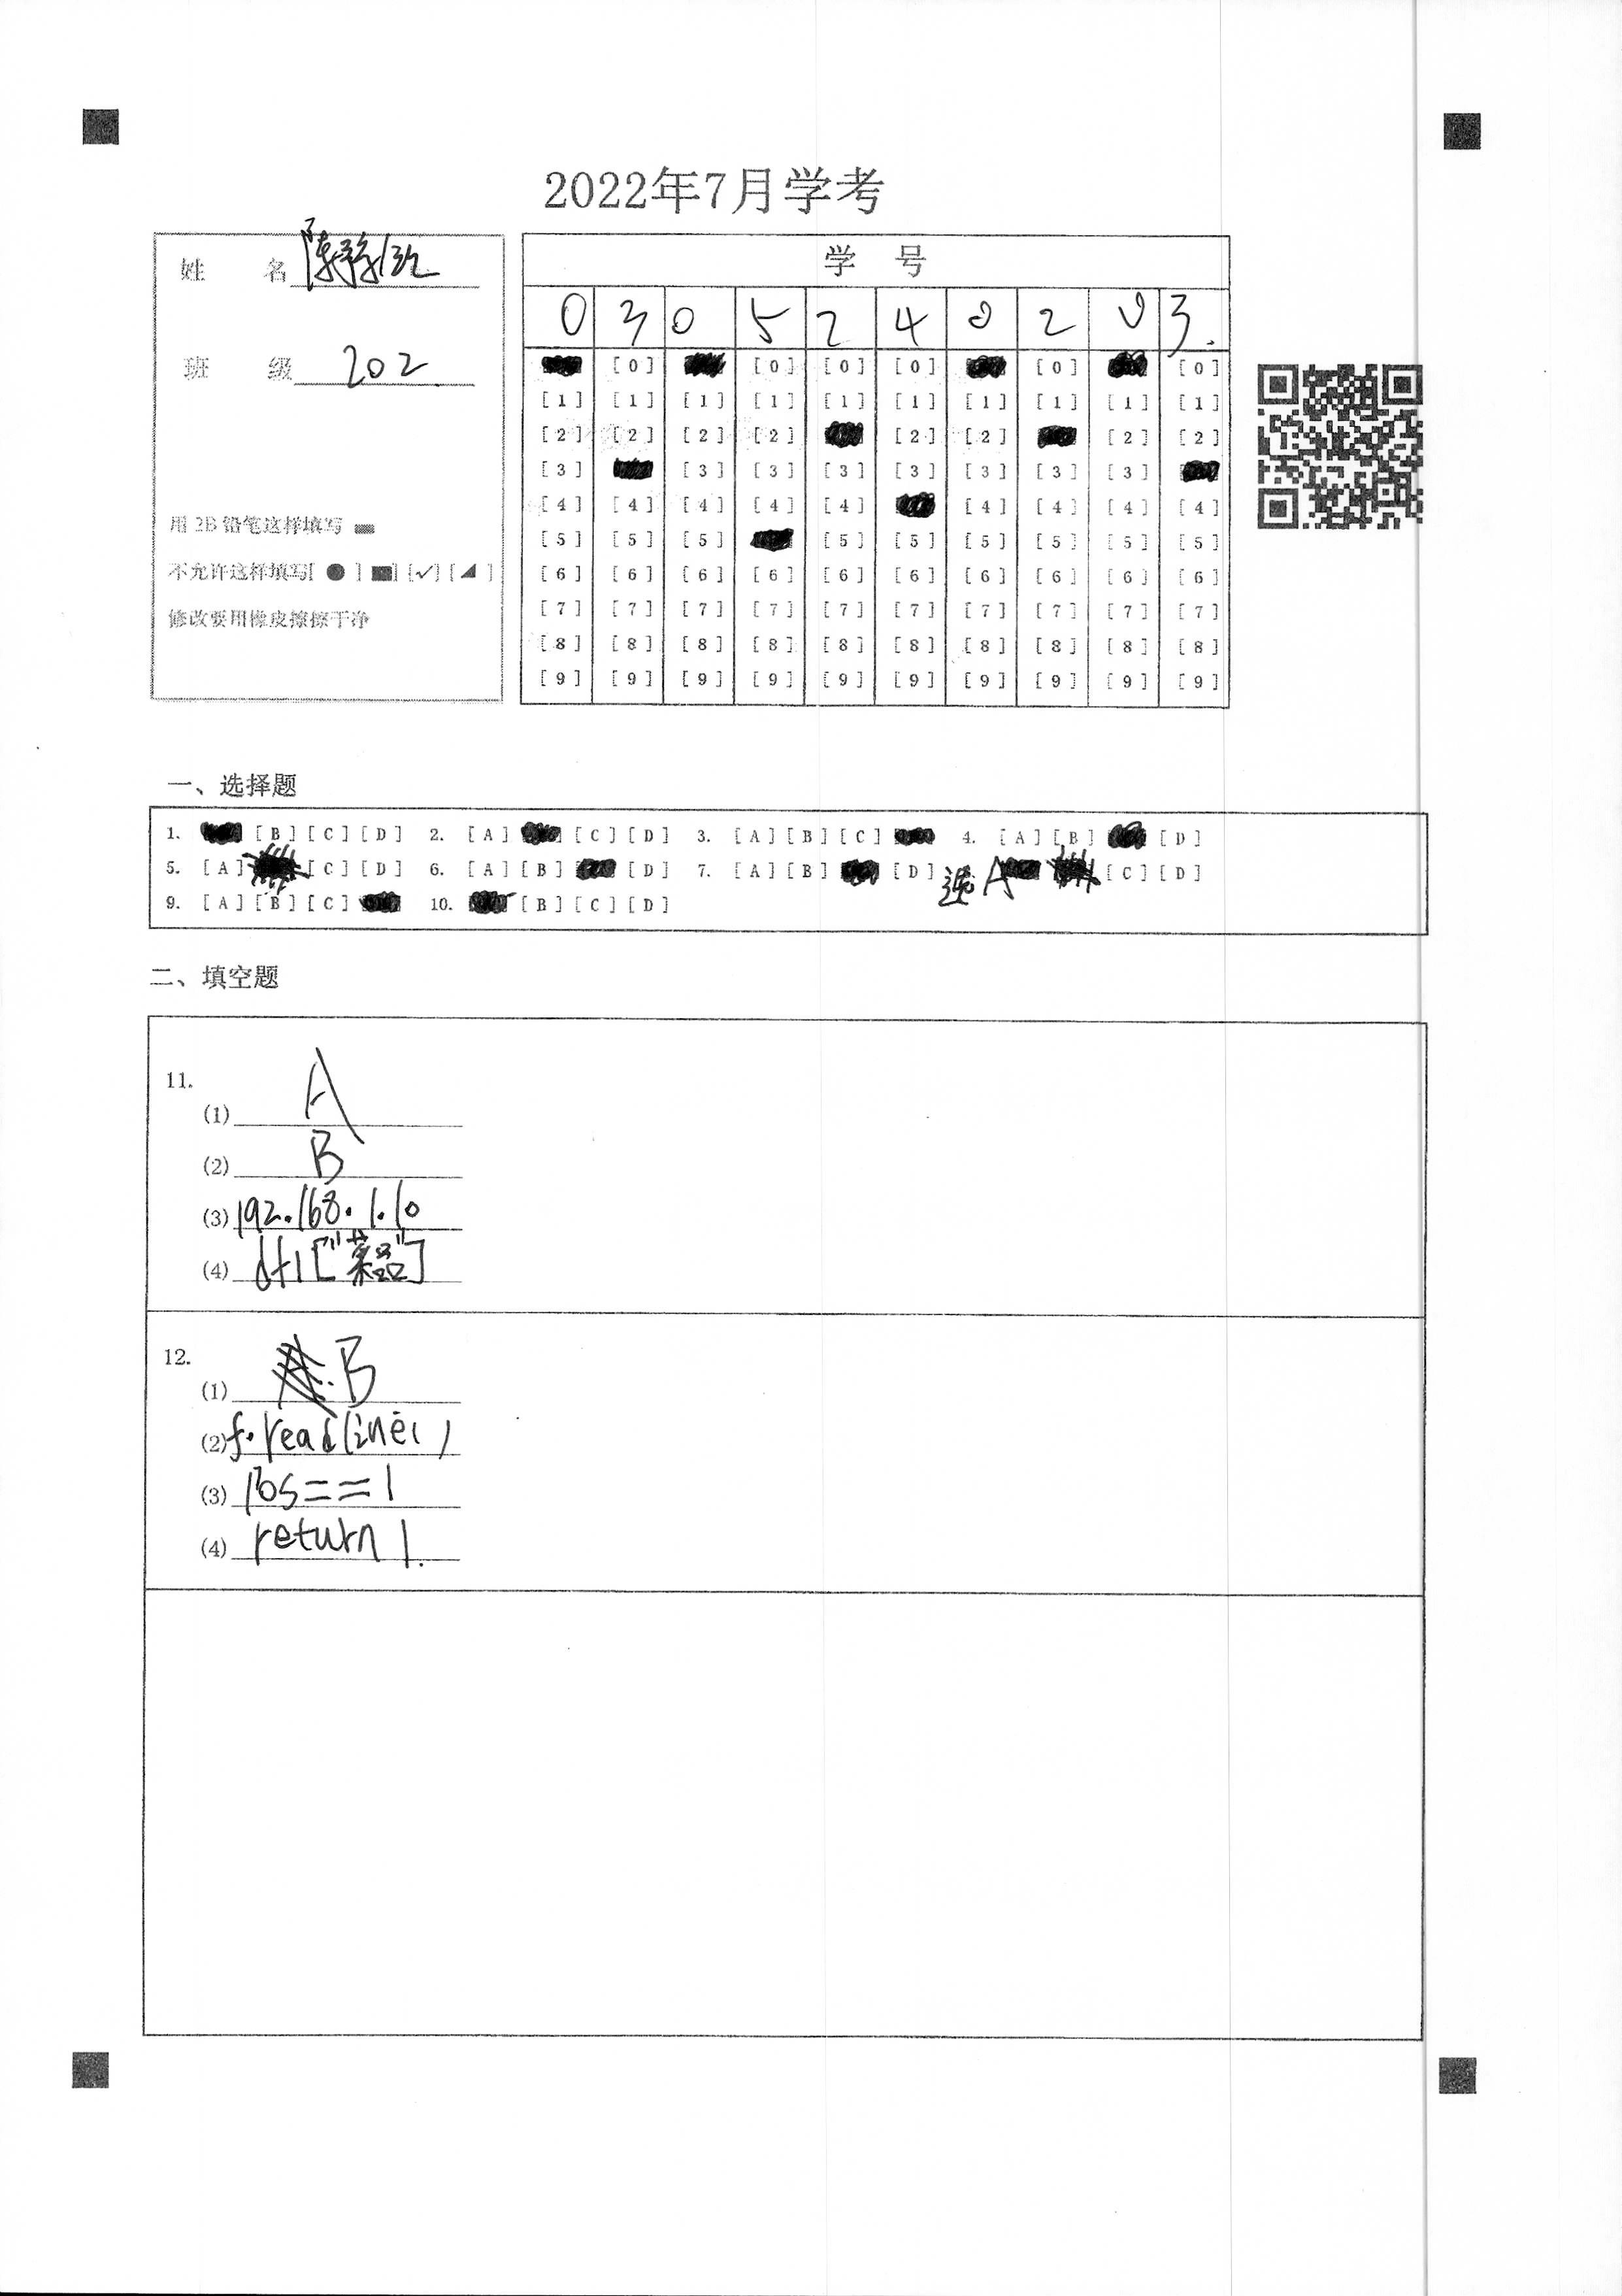 2022年7月学考
姓 名 陈
班 级 202
用 2B 铅笔这样填写
不允许这样填写[ ● ] ■] [✓] [◢ ]
修改要用橡皮擦擦干净
学 号
0 3 0 5 2 4 0 2 0 3.
[0] [0] [0] [0] [0] [0]
[1] [1] [1] [1] [1] [1] [1] [1] [1] [1]
[2] [2] [2] [2] [2] [2] [2] [2]
[3] [3] [3] [3] [3] [3] [3] [3]
[4] [4] [4] [4] [4] [4] [4] [4] [4]
[5] [5] [5] [5] [5] [5] [5] [5] [5]
[6] [6] [6] [6] [6] [6] [6] [6] [6] [6]
[7] [7] [7] [7] [7] [7] [7] [7] [7] [7]
[8] [8] [8] [8] [8] [8] [8] [8] [8] [8]
[9] [9] [9] [9] [9] [9] [9] [9] [9] [9]
一、选择题
1. [B] [C] [D] 2. [A] [C] [D] 3. [A] [B] [C] 4. [A] [B] [D]
5. [A] [C] [D] 6. [A] [B] [D] 7. [A] [B] [D] 选A [C] [D]
9. [A] [B] [C] 10. [B] [C] [D]
二、填空题
11.
(1) A
(2) B
(3) 192.168.1.10
(4) df1["菜名"]
12.
(1) B
(2) f.readline()
(3) pos==1
(4) return 1.